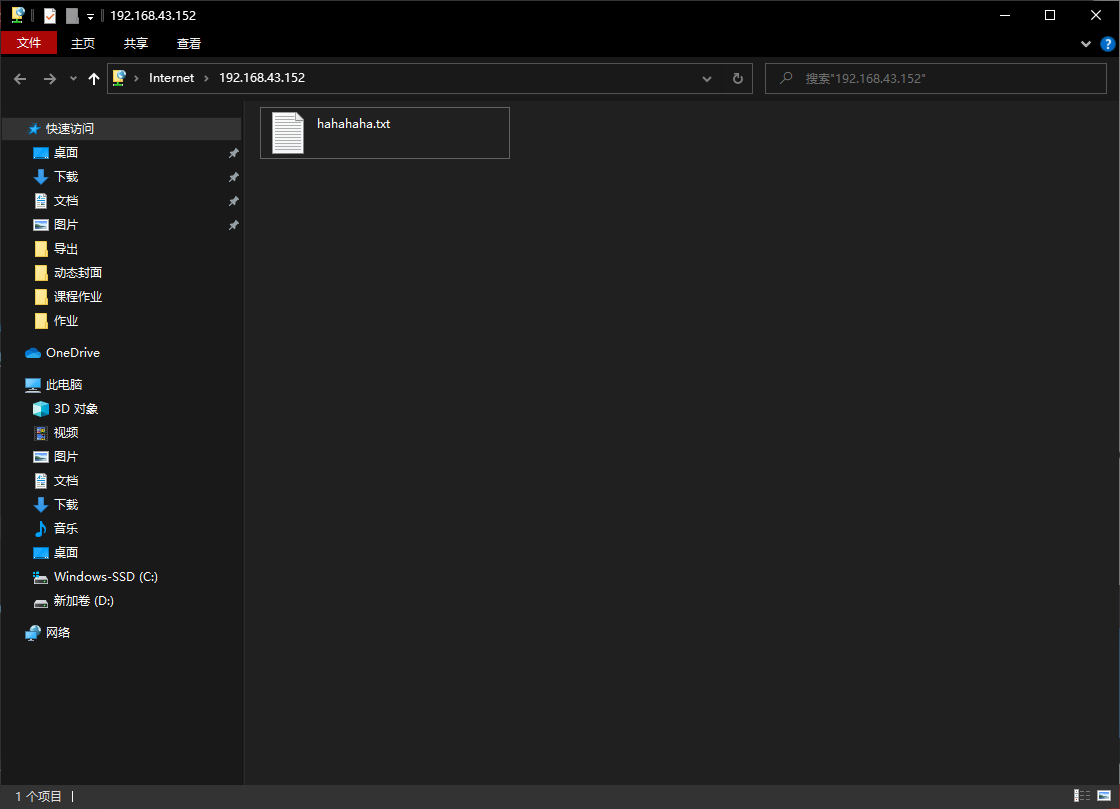 192.168.43.152
文件 主页 共享 查看
Internet 192.168.43.152
搜索"192.168.43.152"
快速访问
hahahaha.txt
桌面
下载
文档
图片
导出
动态封面
课程作业
作业
OneDrive
此电脑
3D 对象
视频
图片
文档
下载
音乐
桌面
Windows-SSD (C:)
新加卷 (D:)
网络
1 个项目